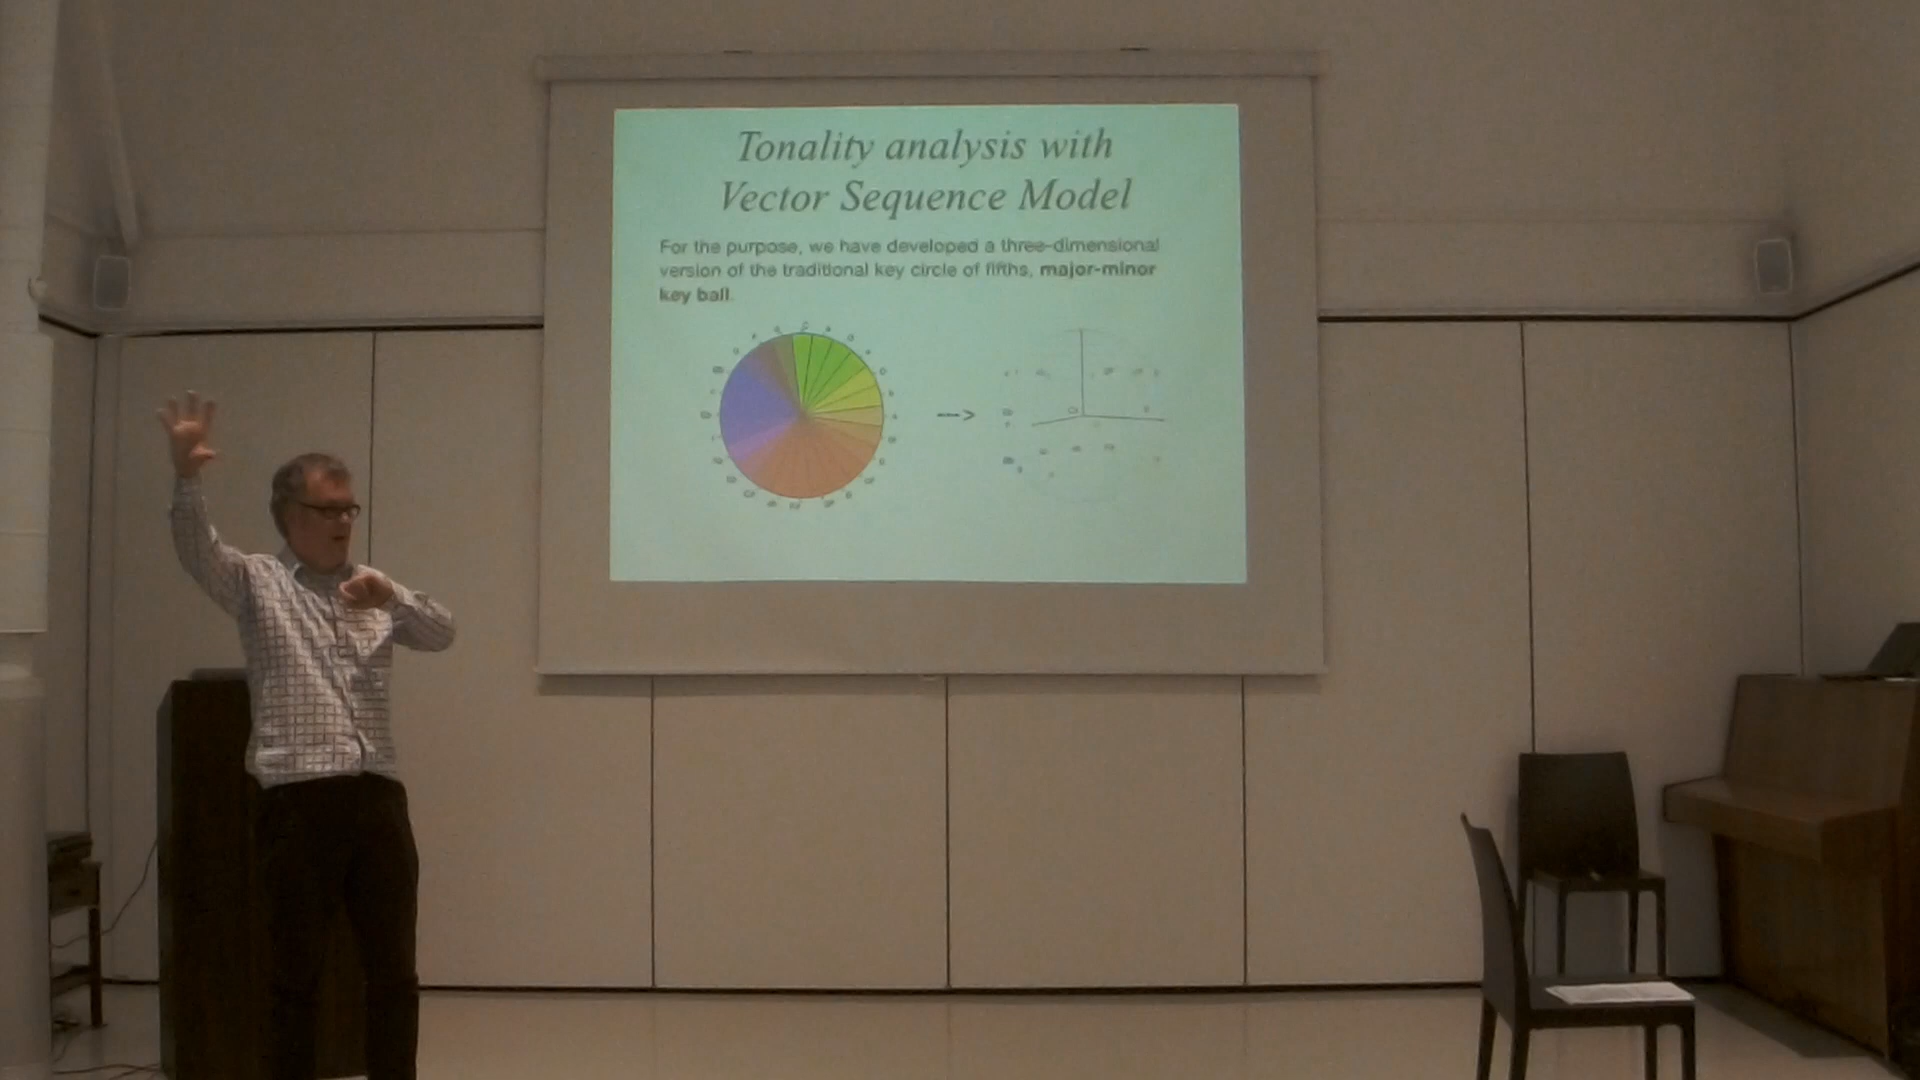 Tonality analysis with
Vector Sequence Model
For the purpose, we have developed a three-dimensional
version of the traditional key circle of fifths, major-minor
key ball.
--->